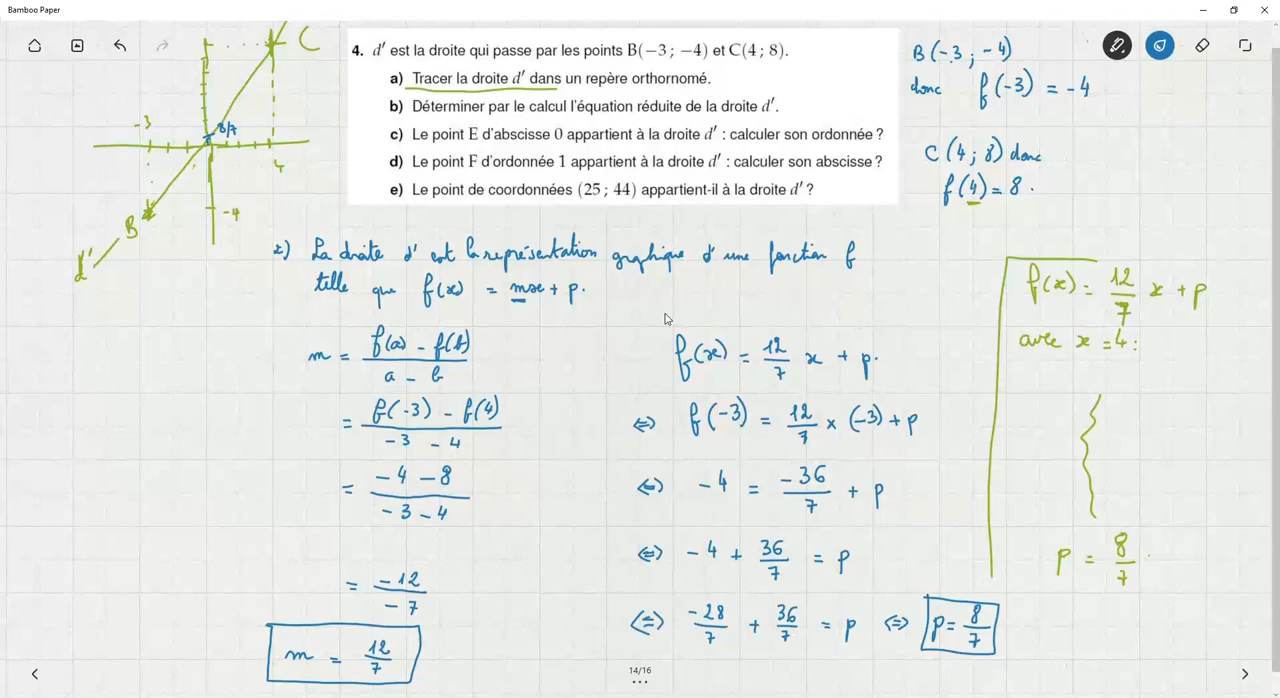 Bamboo Paper
C
-3
8/7
4
B
-4
d'
4. d' est la droite qui passe par les points B(−3 ; −4) et C(4 ; 8).
a) Tracer la droite d' dans un repère orthornomé.
b) Déterminer par le calcul l'équation réduite de la droite d'.
c) Le point E d'abscisse 0 appartient à la droite d' : calculer son ordonnée ?
d) Le point F d'ordonnée 1 appartient à la droite d' : calculer son abscisse ?
e) Le point de coordonnées (25 ; 44) appartient-il à la droite d' ?
B(-3 ; -4)
donc f(-3) = -4
C(4 ; 8) donc
f(4) = 8.
2) La droite d' est la représentation graphique d'une fonction f
telle que f(x) = mx + p.
m = f(a) - f(b) / a - b
= f(-3) - f(4) / -3 - 4
= -4 - 8 / -3 - 4
= -12 / -7
m = 12/7
f(x) = 12/7 x + p.
⇔ f(-3) = 12/7 × (-3) + p
⇔ -4 = -36/7 + p
⇔ -4 + 36/7 = p
⇔ -28/7 + 36/7 = p ⇔ p = 8/7
f(x) = 12/7 x + p
avec x = 4 :
p = 8/7.
14/16